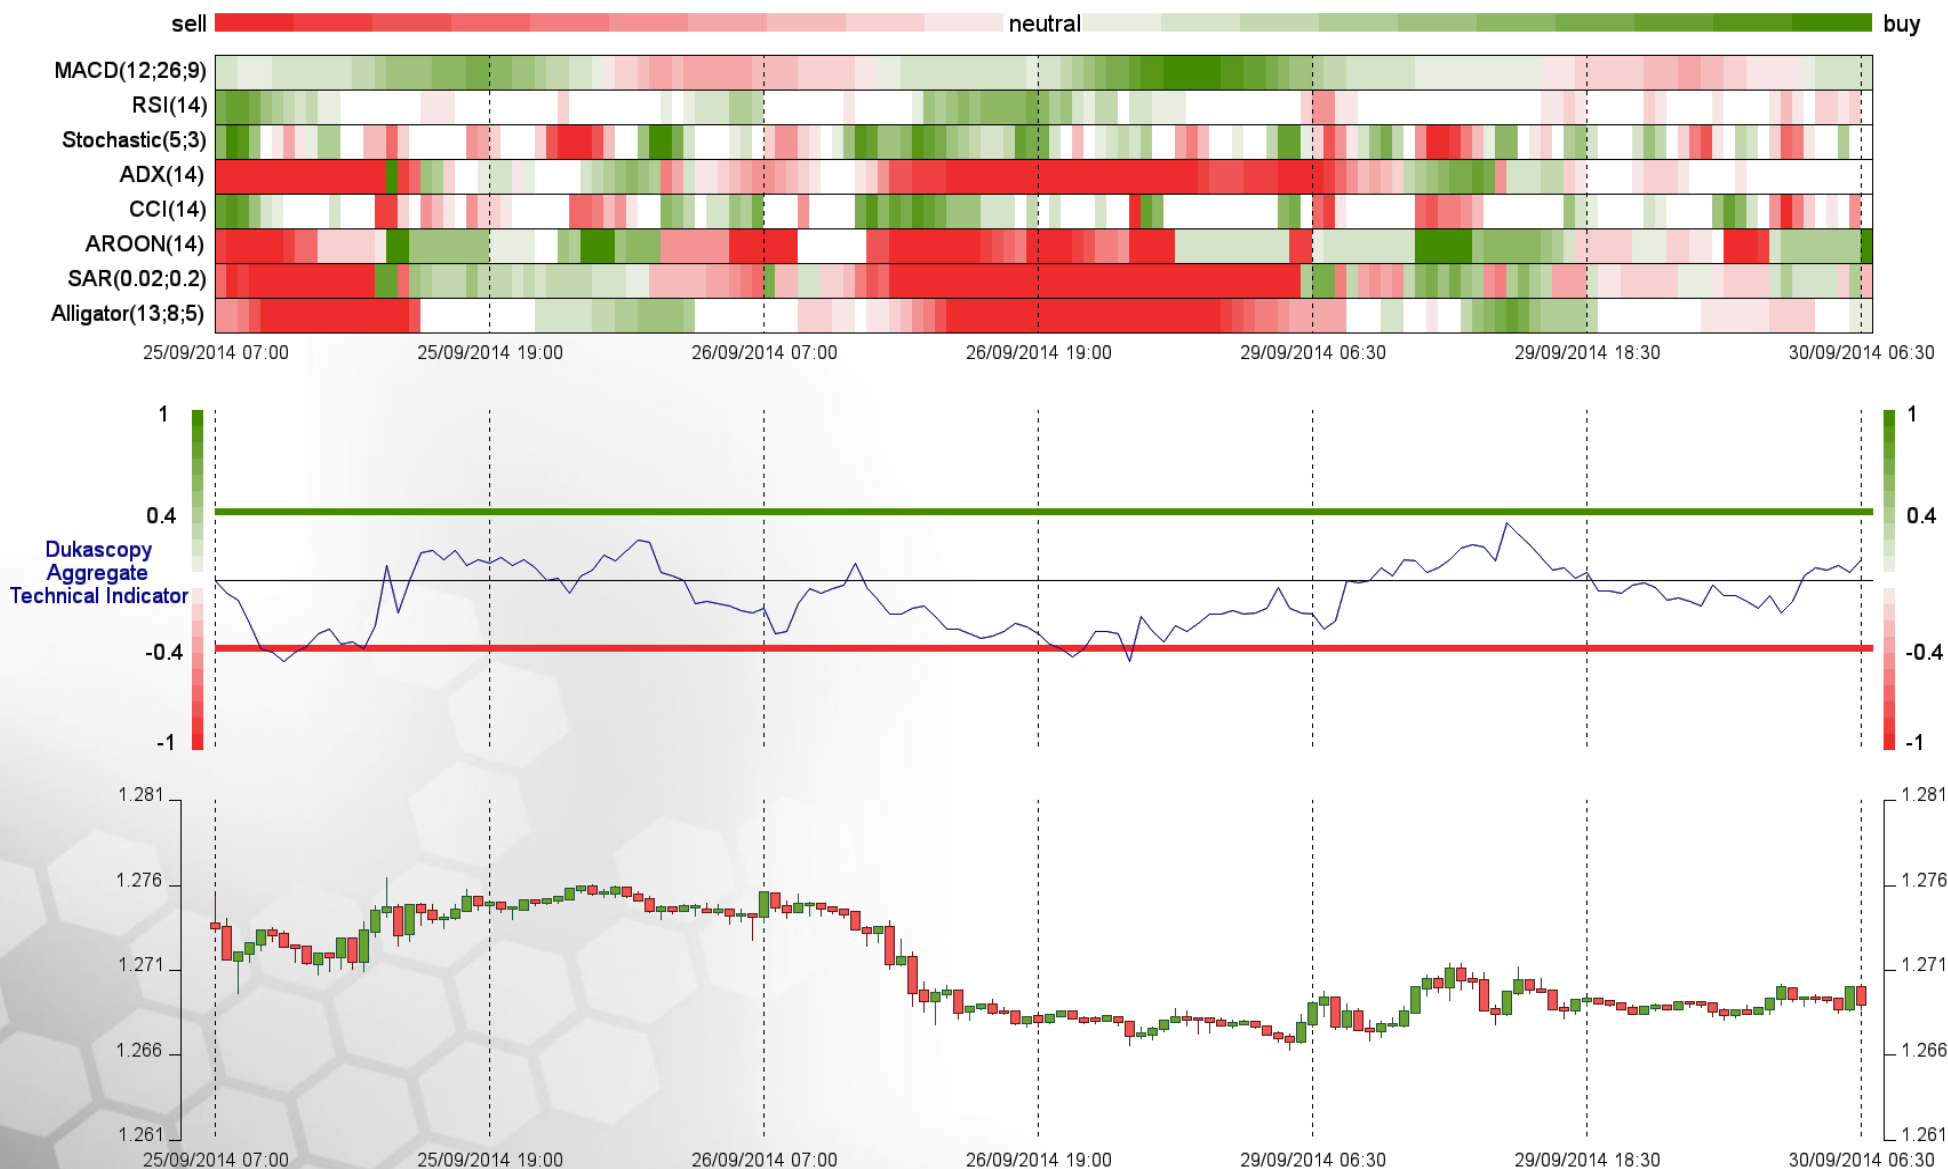 sell neutral buy
MACD(12;26;9)
RSI(14)
Stochastic(5;3)
ADX(14)
CCI(14)
AROON(14)
SAR(0.02;0.2)
Alligator(13;8;5)
25/09/2014 07:00 25/09/2014 19:00 26/09/2014 07:00 26/09/2014 19:00 29/09/2014 06:30 29/09/2014 18:30 30/09/2014 06:30
1 1
0.4 0.4
Dukascopy
Aggregate
Technical Indicator
-0.4 -0.4
-1 -1
1.281 1.281
1.276 1.276
1.271 1.271
1.266 1.266
1.261 1.261
25/09/2014 07:00 25/09/2014 19:00 26/09/2014 07:00 26/09/2014 19:00 29/09/2014 06:30 29/09/2014 18:30 30/09/2014 06:30